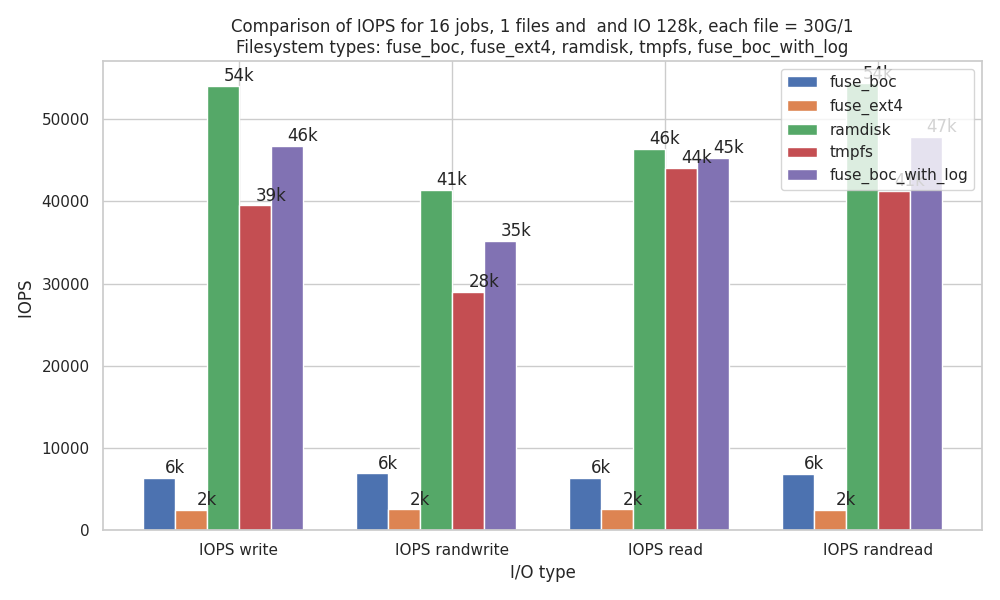 Comparison of IOPS for 16 jobs, 1 files and  and IO 128k, each file = 30G/1
Filesystem types: fuse_boc, fuse_ext4, ramdisk, tmpfs, fuse_boc_with_log
IOPS
50000
40000
30000
20000
10000
0
54k
46k
39k
6k
2k
41k
35k
28k
6k
2k
46k
44k
45k
6k
2k
54k
47k
41k
6k
2k
fuse_boc
fuse_ext4
ramdisk
tmpfs
fuse_boc_with_log
IOPS write
IOPS randwrite
IOPS read
IOPS randread
I/O type